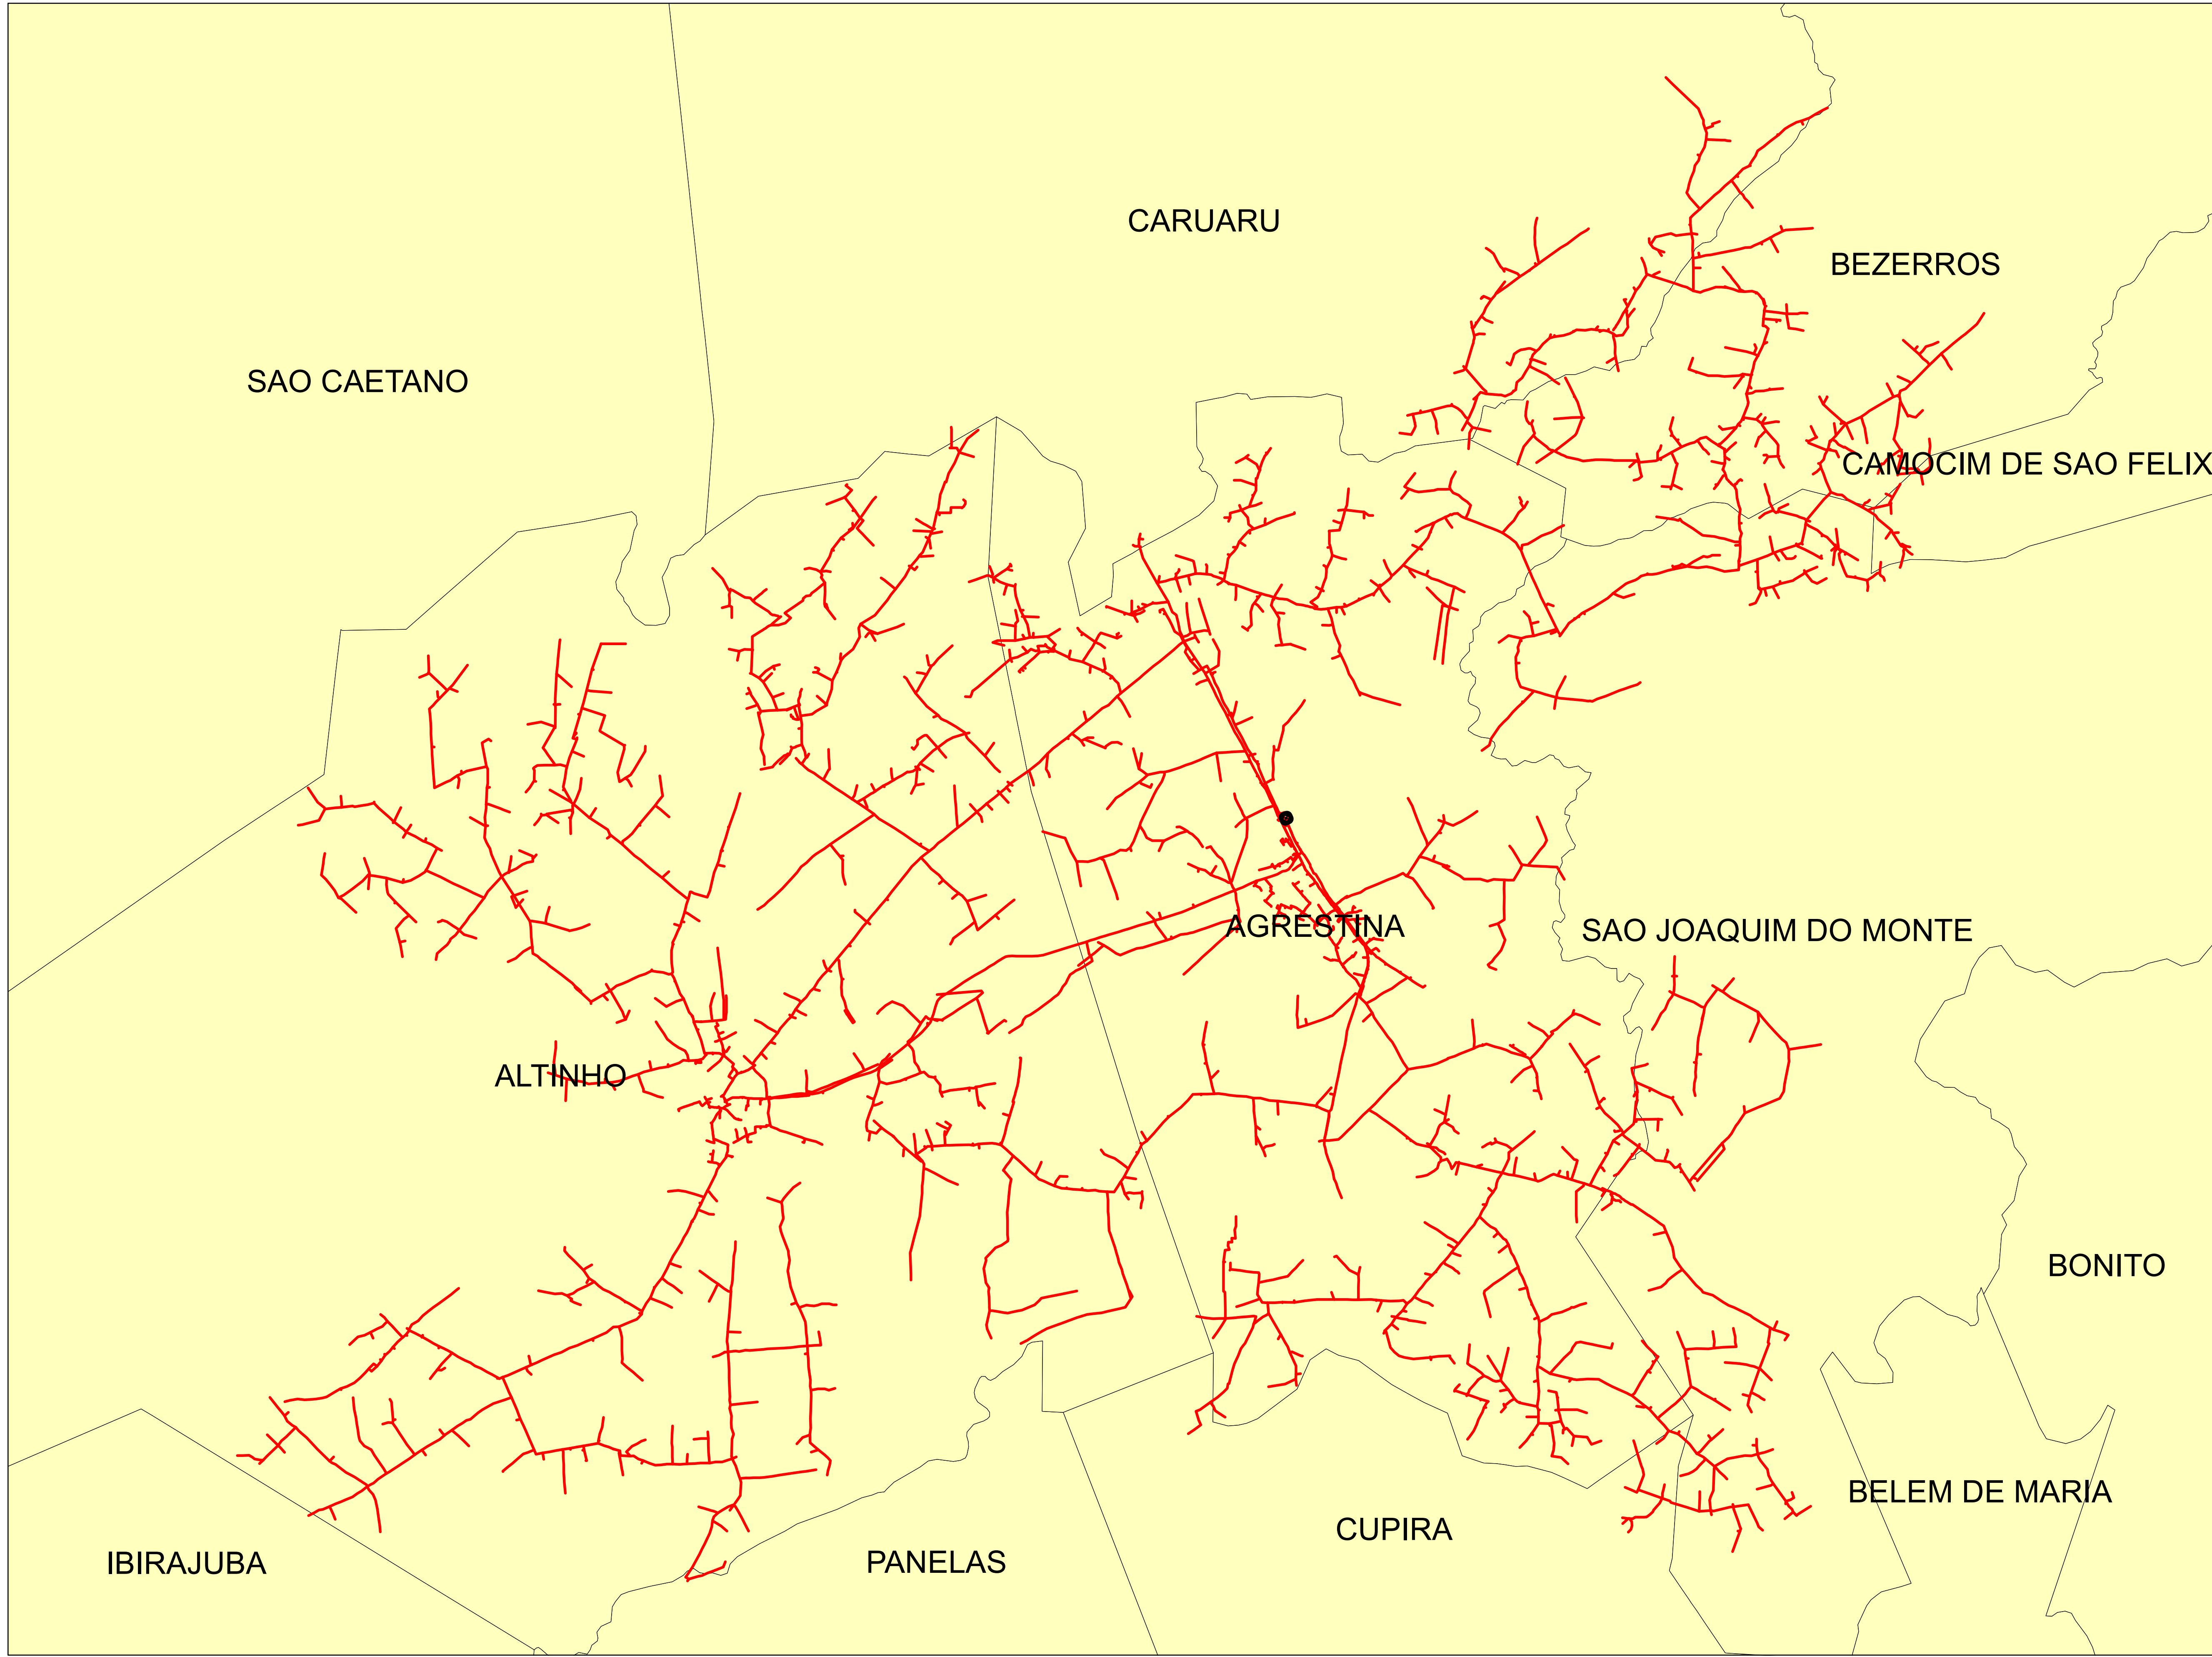 CARUARU
BEZERROS
SAO CAETANO
CAMOCIM DE SAO FELIX
AGRESTINA
SAO JOAQUIM DO MONTE
ALTINHO
BONITO
BELEM DE MARIA
CUPIRA
IBIRAJUBA
PANELAS